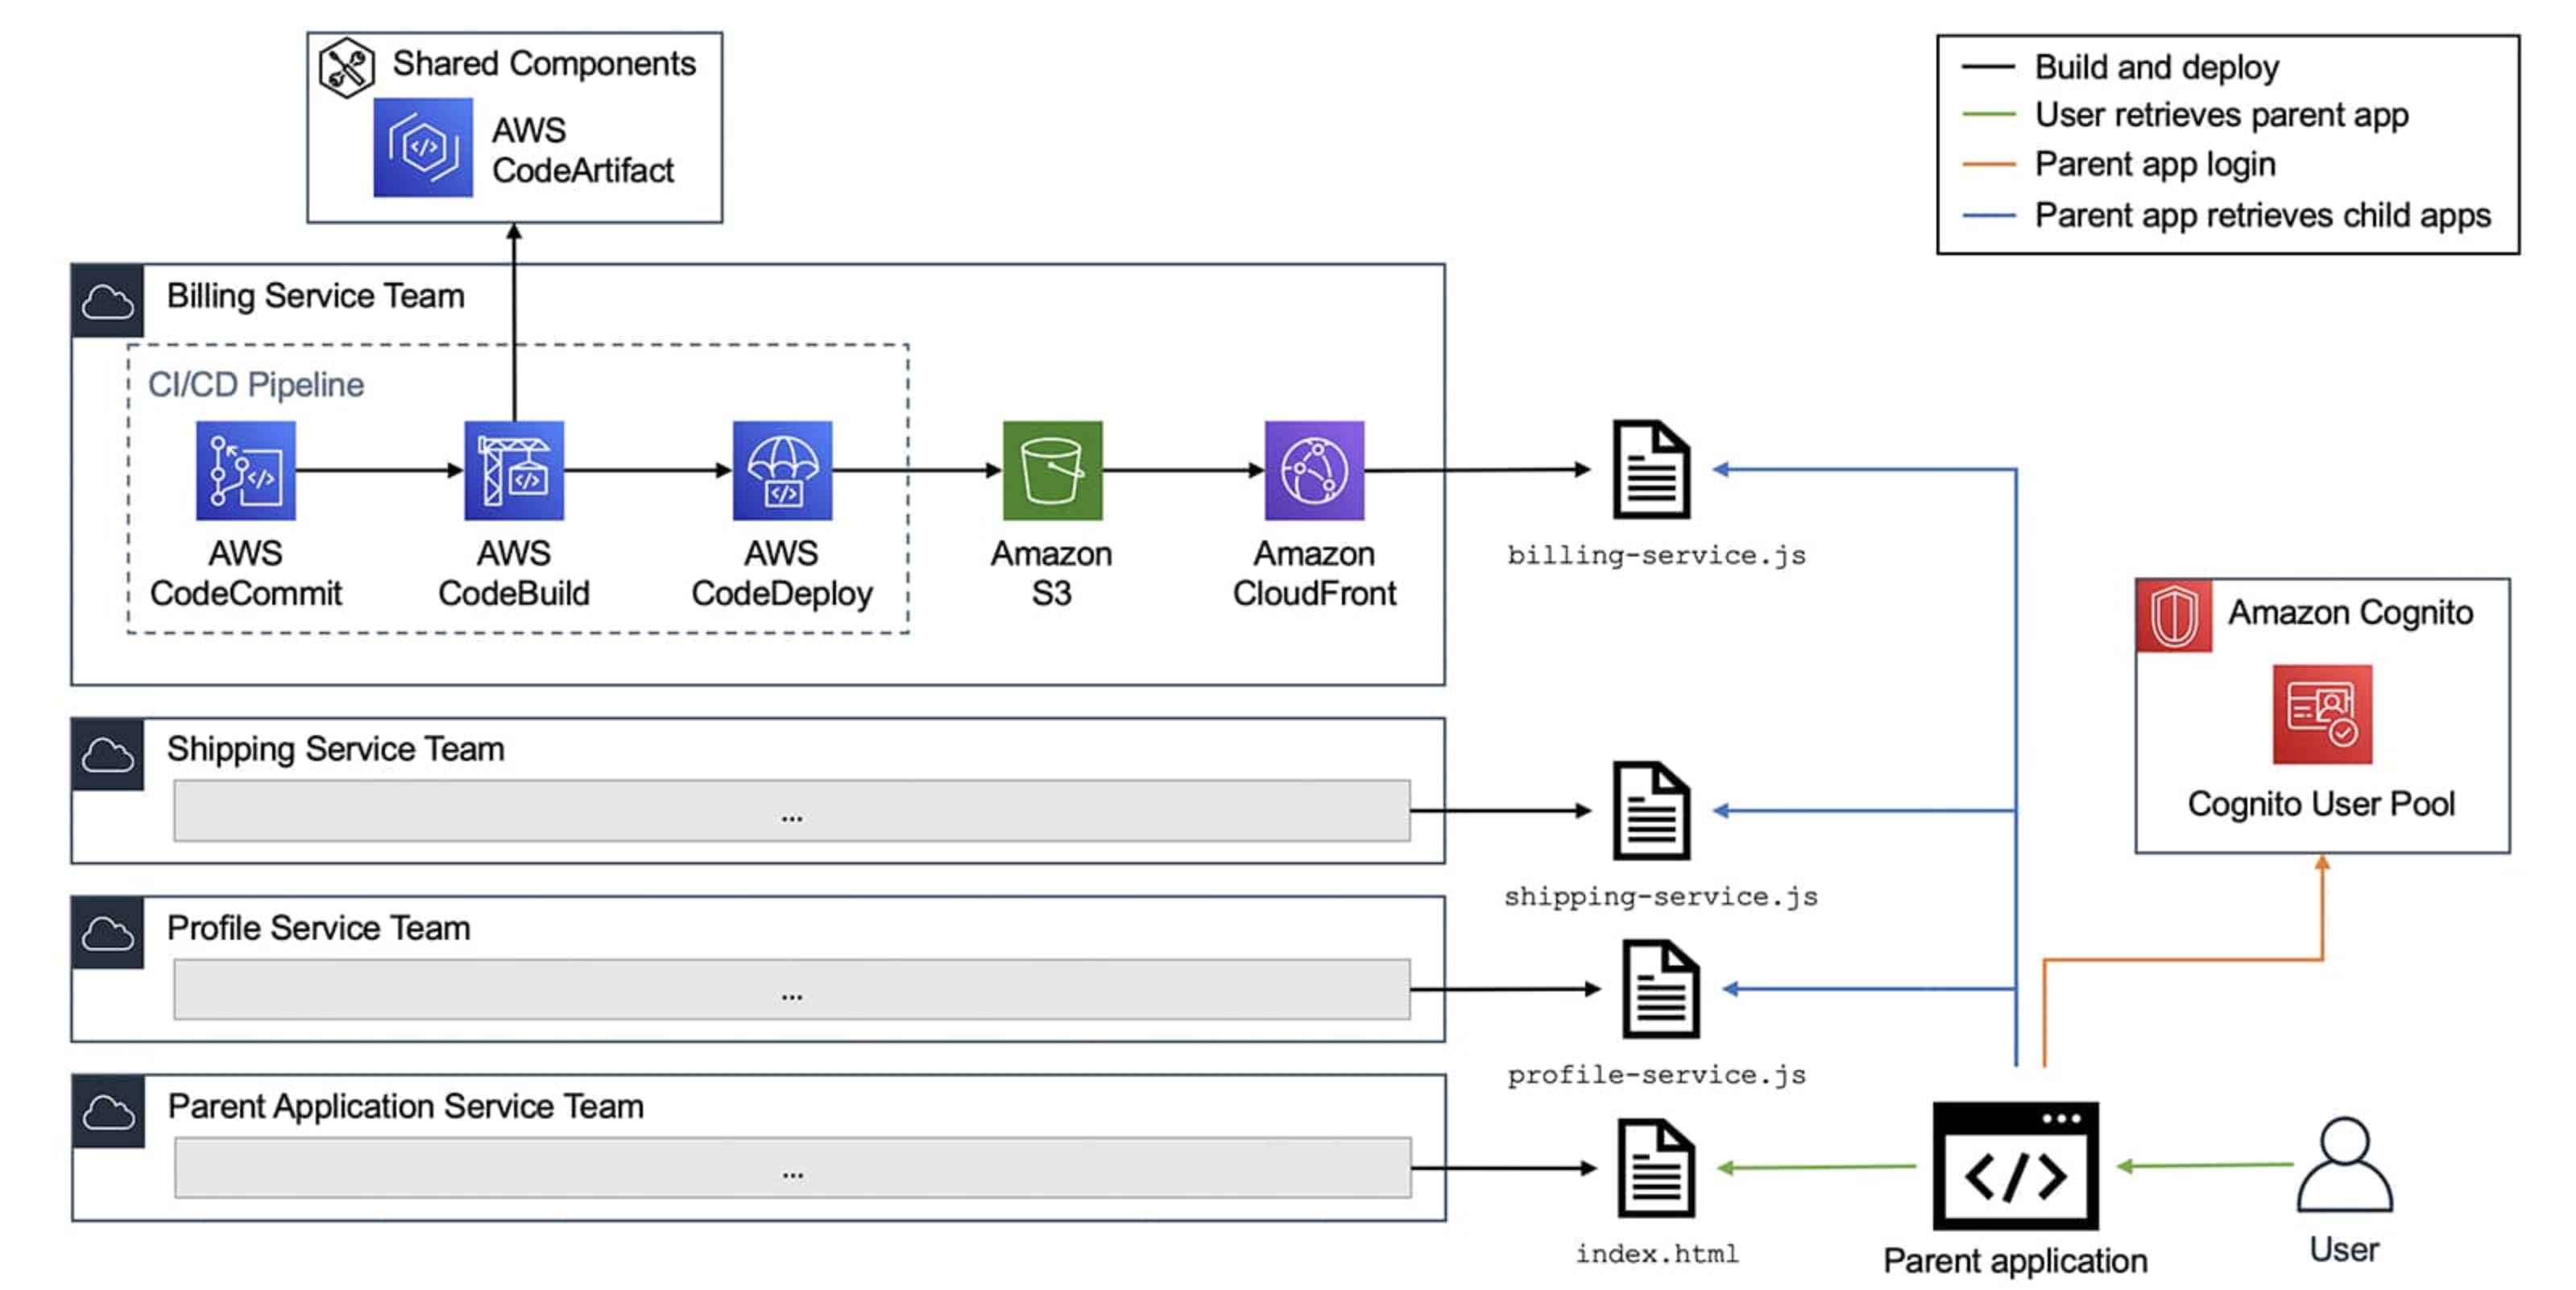 Shared Components
AWS
CodeArtifact
Build and deploy
User retrieves parent app
Parent app login
Parent app retrieves child apps
Billing Service Team
CI/CD Pipeline
AWS
CodeCommit
AWS
CodeBuild
AWS
CodeDeploy
Amazon
S3
Amazon
CloudFront
billing-service.js
Amazon Cognito
Cognito User Pool
Shipping Service Team
...
shipping-service.js
Profile Service Team
...
profile-service.js
Parent Application Service Team
...
index.html
</>
Parent application
User